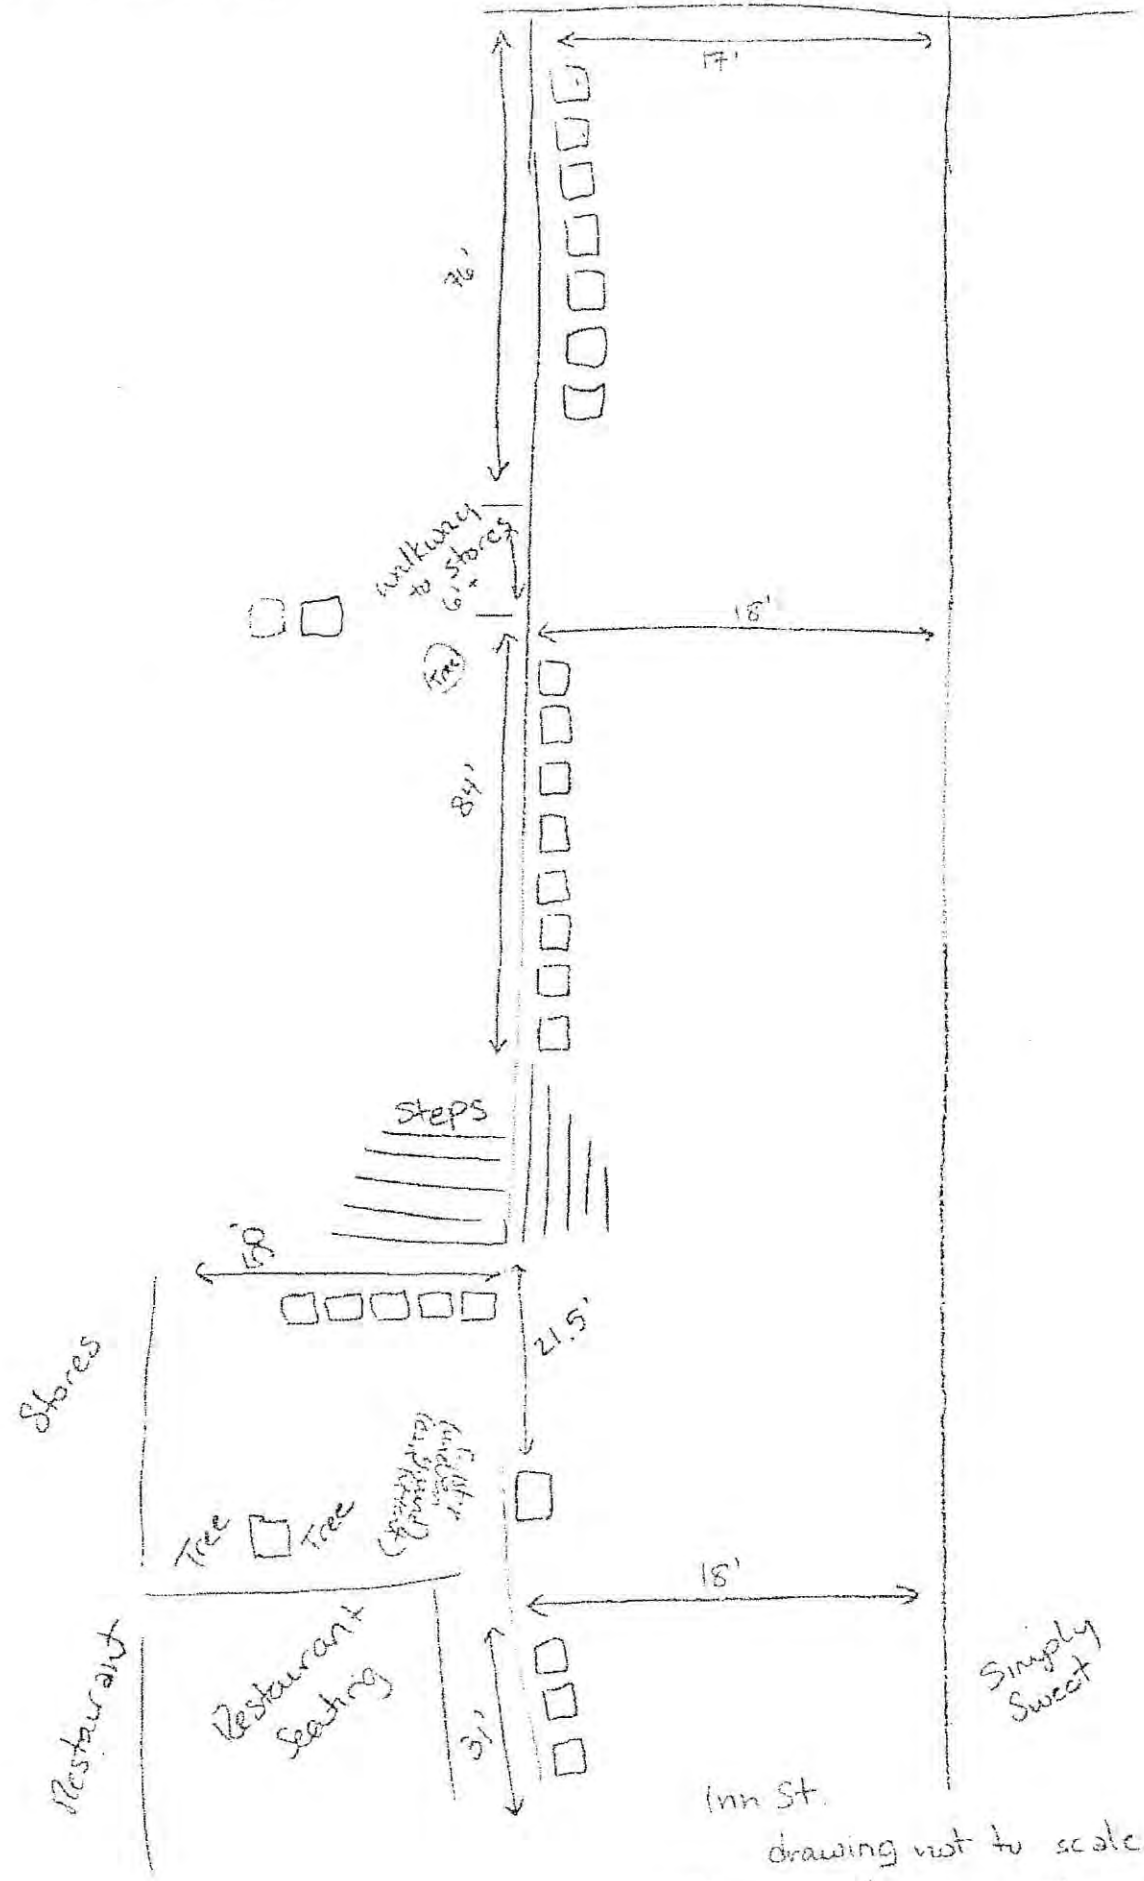 17'
76'
walkway
to stores
6'
18'
Tree
84'
Steps
21.5'
Stores
Tree
Tree
18'
Restaurant
Restaurant
Seating
31'
Simply
Sweet
Inn St.
drawing not to scale